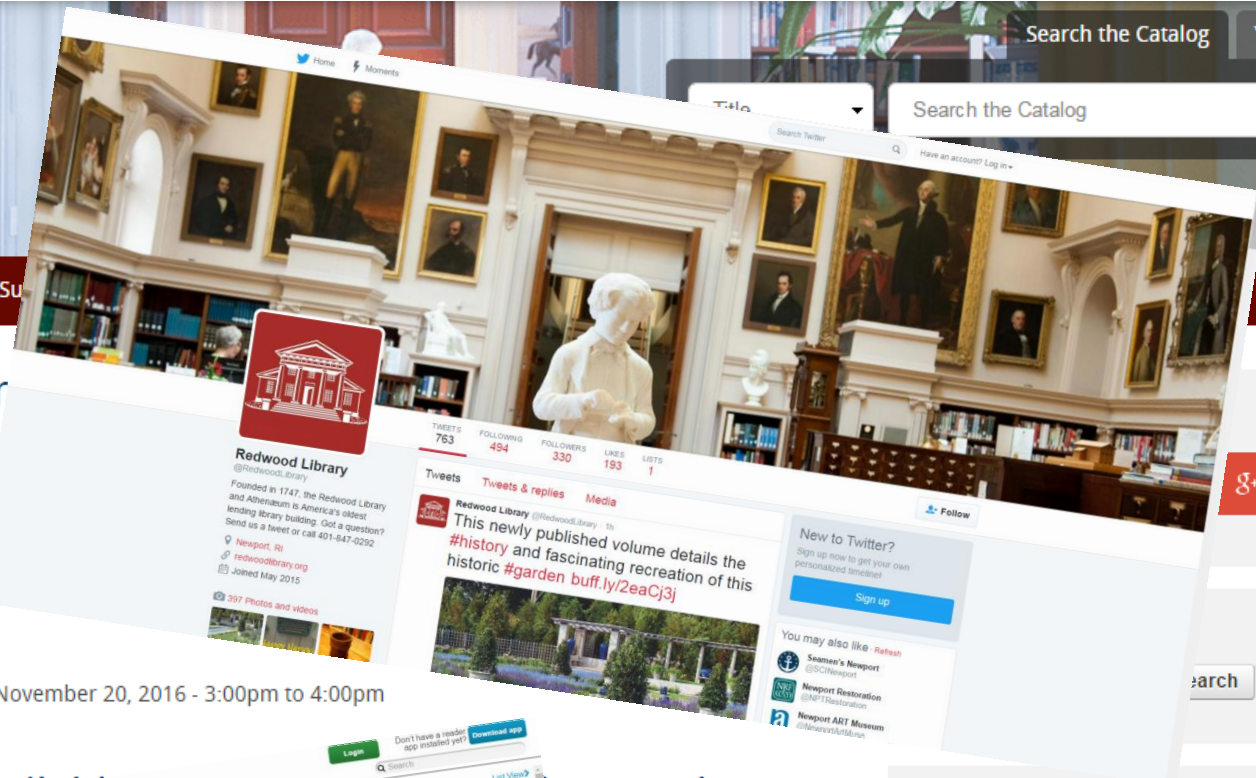 Search the Catalog
Title
Search the Catalog
Home
Moments
Search Twitter
Have an account? Log in
Su
TWEETS
763
FOLLOWING
494
FOLLOWERS
330
LIKES
193
LISTS
1
Follow
g+
Redwood Library
@RedwoodLibrary
Founded in 1747, the Redwood Library
and Athenæum is America's oldest
lending library building. Got a question?
Send us a tweet or call 401-847-0292
Newport, RI
redwoodlibrary.org
Joined May 2015
397 Photos and videos
Tweets
Tweets & replies
Media
Redwood Library @RedwoodLibrary · 1h
This newly published volume details the
#history and fascinating recreation of this
historic #garden buff.ly/2eaCj3j
New to Twitter?
Sign up now to get your own
personalized timeline!
Sign up
You may also like · Refresh
Seamen's Newport
@SCINewport
Newport Restoration
@NPTRestoration
Newport ART Museum
@NewportArtMuse
earch
November 20, 2016 - 3:00pm to 4:00pm
Login
Don't have a reader
app installed yet?
Download app
Search
List View